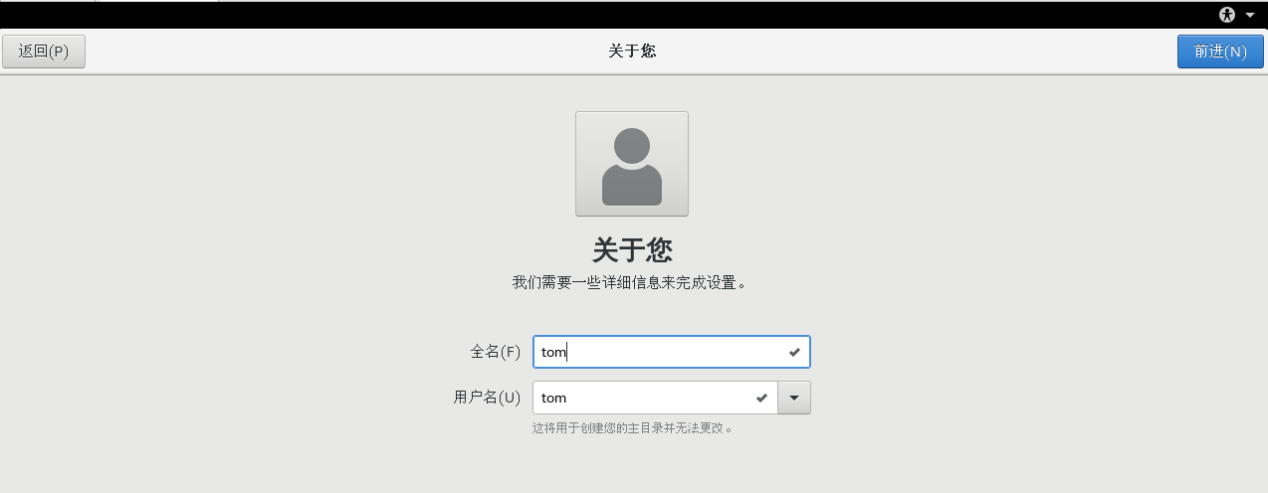 返回(P) 关于您 前进(N)
关于您
我们需要一些详细信息来完成设置。
全名(F) tom
用户名(U) tom
这将用于创建您的主目录并无法更改。